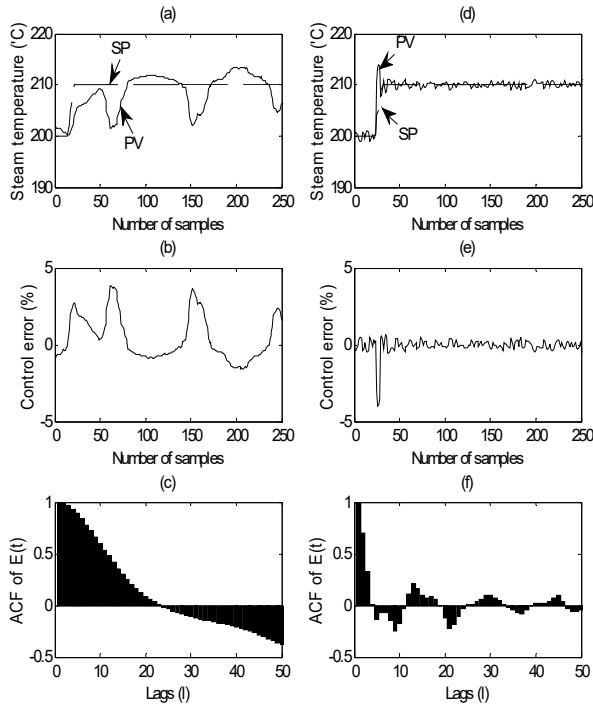 (a)
Steam temperature ('C)
220
210
200
190
SP
PV
0 50 100 150 200 250
Number of samples
(b)
Control error (%)
5
0
-5
0 50 100 150 200 250
Number of samples
(c)
ACF of E(t)
1
0.5
0
-0.5
0 10 20 30 40 50
Lags (l)
(d)
Steam temperature ('C)
220
210
200
190
PV
SP
0 50 100 150 200 250
Number of samples
(e)
Control error (%)
5
0
-5
0 50 100 150 200 250
Number of samples
(f)
ACF of E(t)
1
0.5
0
-0.5
0 10 20 30 40 50
Lags (l)